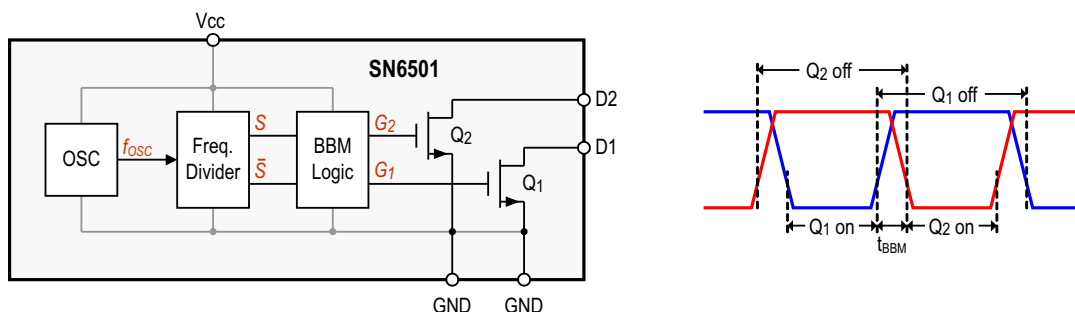 Vcc
SN6501
OSC
fOSC
Freq.
Divider
S
S̄
BBM
Logic
G2
G1
Q2
Q1
D2
D1
GND
GND
Q2 off
Q1 off
Q1 on
tBBM
Q2 on